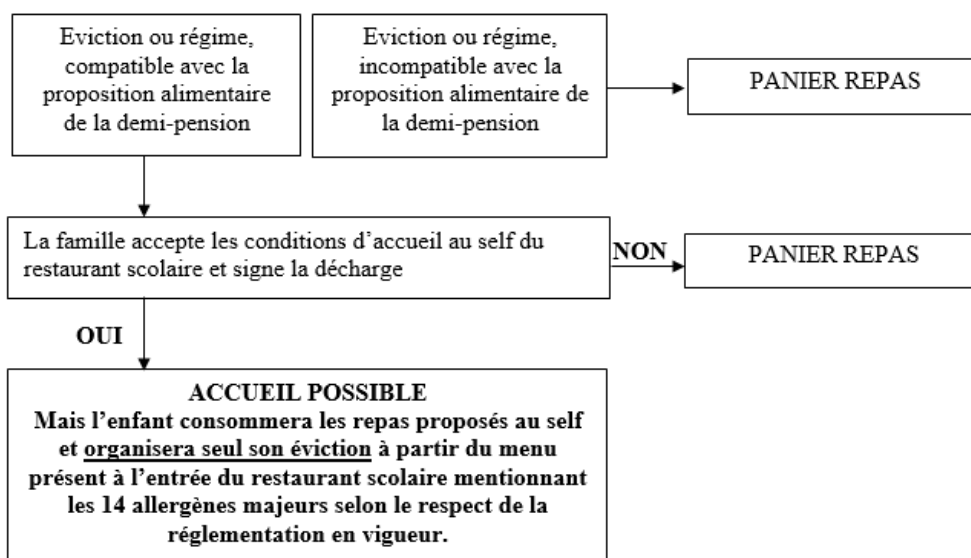 Eviction ou régime,
compatible avec la
proposition alimentaire
de la demi-pension
Eviction ou régime,
incompatible avec la
proposition alimentaire de
la demi-pension
PANIER REPAS
La famille accepte les conditions d'accueil au self du
restaurant scolaire et signe la décharge
NON
PANIER REPAS
OUI
ACCUEIL POSSIBLE
Mais l'enfant consommera les repas proposés au self
et organisera seul son éviction à partir du menu
présent à l'entrée du restaurant scolaire mentionnant
les 14 allergènes majeurs selon le respect de la
réglementation en vigueur.